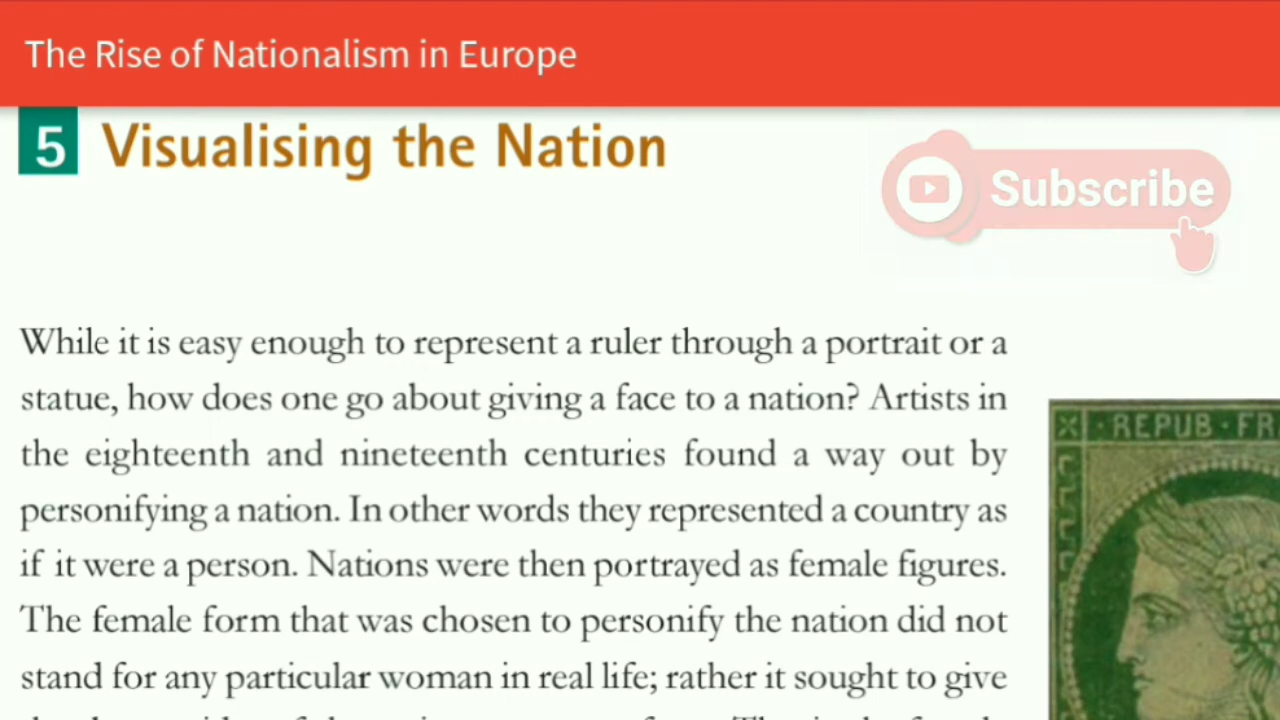 The Rise of Nationalism in Europe
5 Visualising the Nation
Subscribe
While it is easy enough to represent a ruler through a portrait or a
statue, how does one go about giving a face to a nation? Artists in
the eighteenth and nineteenth centuries found a way out by
personifying a nation. In other words they represented a country as
if it were a person. Nations were then portrayed as female figures.
The female form that was chosen to personify the nation did not
stand for any particular woman in real life; rather it sought to give
REPUB · FR